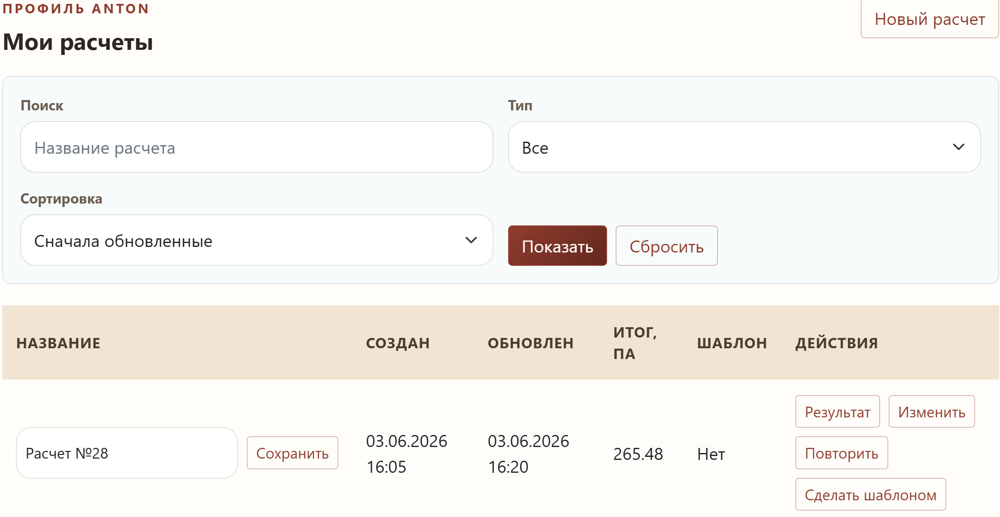 ПРОФИЛЬ ANTON
Новый расчет
Мои расчеты
Поиск
Тип
Название расчета
Все
Сортировка
Сначала обновленные
Показать
Сбросить
НАЗВАНИЕ
СОЗДАН
ОБНОВЛЕН
ИТОГ,
ПА
ШАБЛОН
ДЕЙСТВИЯ
Расчет №28
Сохранить
03.06.2026
16:05
03.06.2026
16:20
265.48
Нет
Результат
Изменить
Повторить
Сделать шаблоном